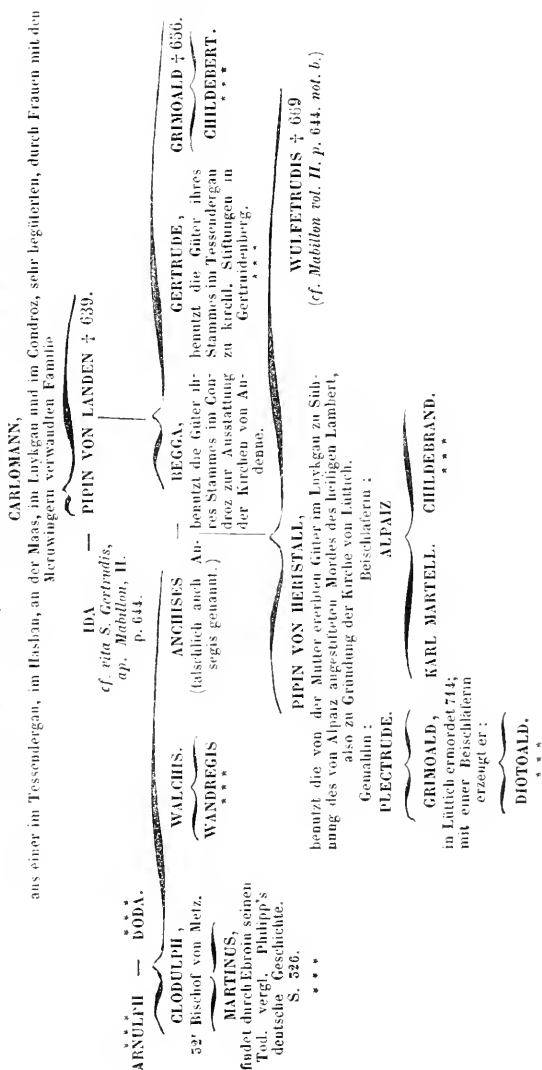 CARLOMANN,
aus einer im Tessendergau, im Hasbau, an der Maas, im Luykgau und im Condroz, sehr begüterten, durch Frauen mit den
Meruwingern verwandten Familie
IDA — PIPIN VON LANDEN † 639.
cf. vita S. Gertrudis,
ap. Mabillon, II.
p. 644.
* * * * * *
ARNULPH — DODA.
CLODULPH,
32r Bischof von Metz.
MARTINUS,
findet durch Ebroin seinen
Tod. vergl. Philipp's
deutsche Geschichte.
S. 526.
* * *
WALCHIS.
WANDREGIS
* * *
ANCHISES —
(fälschlich auch An-
segis genannt.)
BEGGA,
benutzt die Güter ih-
res Stammes im Con-
droz zur Ausstattung
der Kirchen von An-
denne.
GERTRUDE,
benutzt die Güter ihres
Stammes im Tessendergau
zu kirchl. Stiftungen in
Gertruidenberg.
* * *
GRIMOALD † 656.
CHILDEBERT.
* * *
PIPIN VON HERISTALL,
benutzt die von der Mutter ererbten Güter im Luykgau zu Süh-
nung des von Alpaiz angestifteten Mordes des heiligen Lambert,
also zu Gründung der Kirche von Lüttich.
WULFETRUDIS † 669
(cf. Mabillon vol. II, p. 644. not. b.)
Gemahlin : Beischläferin :
PLECTRUDE. ALPAIZ
GRIMOALD,
in Lüttich ermordet 714;
mit einer Beischläferin
erzeugt er :
DIOTOALD.
* * *
KARL MARTELL. CHILDEBRAND.
* * *